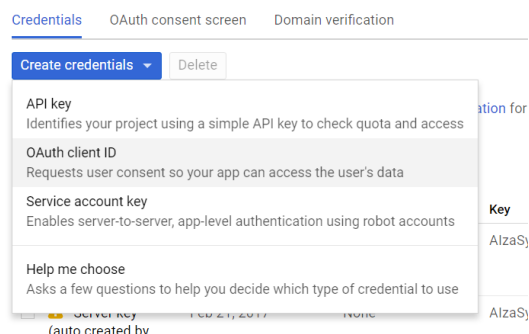 Credentials OAuth consent screen Domain verification
Create credentials Delete
API key
Identifies your project using a simple API key to check quota and access
ation for
OAuth client ID
Requests user consent so your app can access the user's data
Service account key
Key
Enables server-to-server, app-level authentication using robot accounts
AIzaSy
Help me choose
Asks a few questions to help you decide which type of credential to use
Server key Feb 21, 2017 None AIzaSy
(auto created by